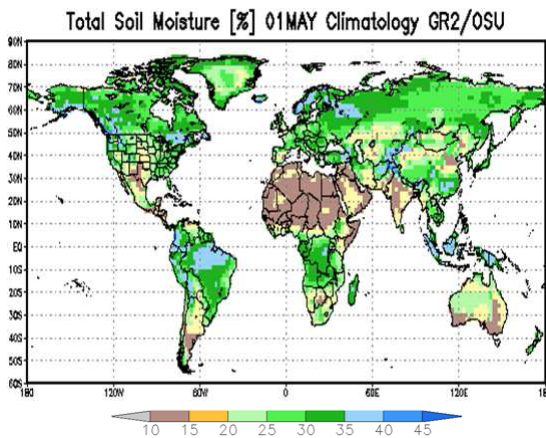 Total Soil Moisture [%] 01MAY Climatology GR2/OSU
90N
80N
70N
60N
50N
40N
30N
20N
10N
EQ
10S
20S
30S
40S
50S
60S
180 120W 60W 0 60E 120E 180
10 15 20 25 30 35 40 45